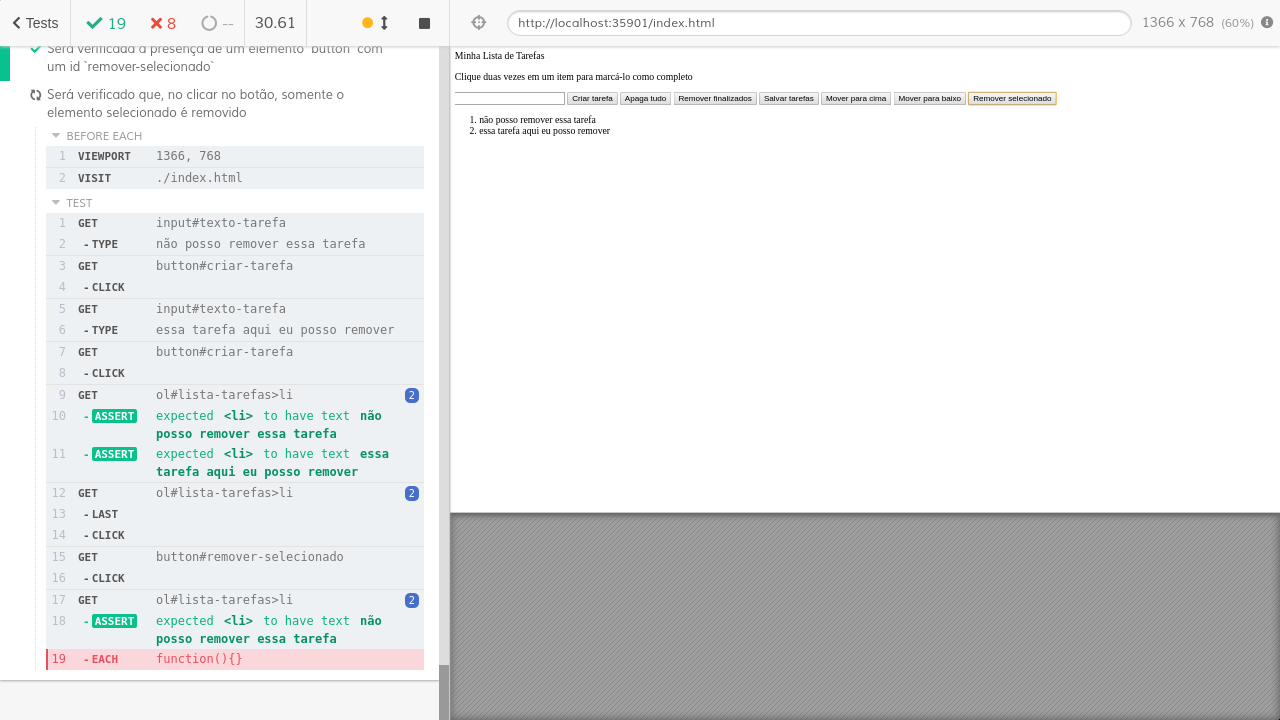 Tests 19 8 -- 30.61
Será verificada a presença de um elemento `button` com
um id `remover-selecionado`
Será verificado que, no clicar no botão, somente o
elemento selecionado é removido
BEFORE EACH
1 VIEWPORT 1366, 768
2 VISIT ./index.html
TEST
1 GET input#texto-tarefa
2 -TYPE não posso remover essa tarefa
3 GET button#criar-tarefa
4 -CLICK
5 GET input#texto-tarefa
6 -TYPE essa tarefa aqui eu posso remover
7 GET button#criar-tarefa
8 -CLICK
9 GET ol#lista-tarefas>li 2
10 -ASSERT expected <li> to have text não
posso remover essa tarefa
11 -ASSERT expected <li> to have text essa
tarefa aqui eu posso remover
12 GET ol#lista-tarefas>li 2
13 -LAST
14 -CLICK
15 GET button#remover-selecionado
16 -CLICK
17 GET ol#lista-tarefas>li 2
18 -ASSERT expected <li> to have text não
posso remover essa tarefa
19 -EACH function(){}
http://localhost:35901/index.html 1366 x 768 (60%)
Minha Lista de Tarefas
Clique duas vezes em um item para marcá-lo como completo
Criar tarefa Apaga tudo Remover finalizados Salvar tarefas Mover para cima Mover para baixo Remover selecionado
1. não posso remover essa tarefa
2. essa tarefa aqui eu posso remover